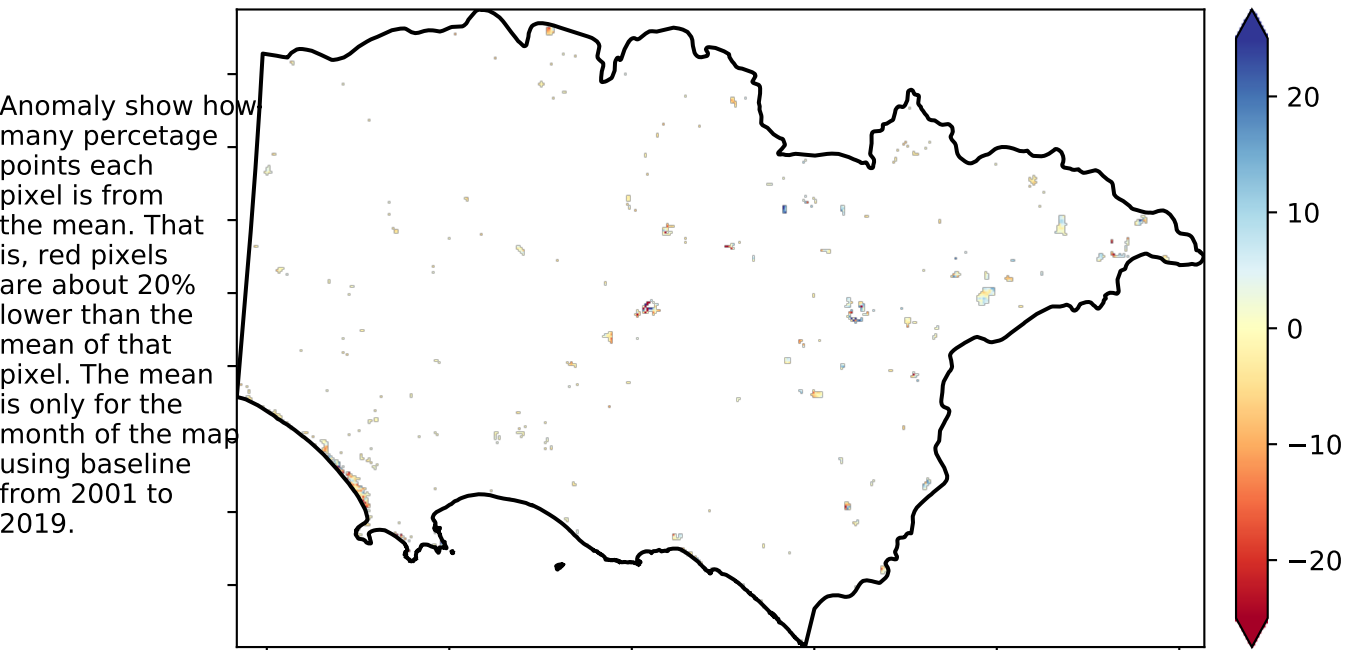 Anomaly show how
many percetage
points each
pixel is from
the mean. That
is, red pixels
are about 20%
lower than the
mean of that
pixel. The mean
is only for the
month of the map
using baseline
from 2001 to
2019.
20
10
0
−10
−20